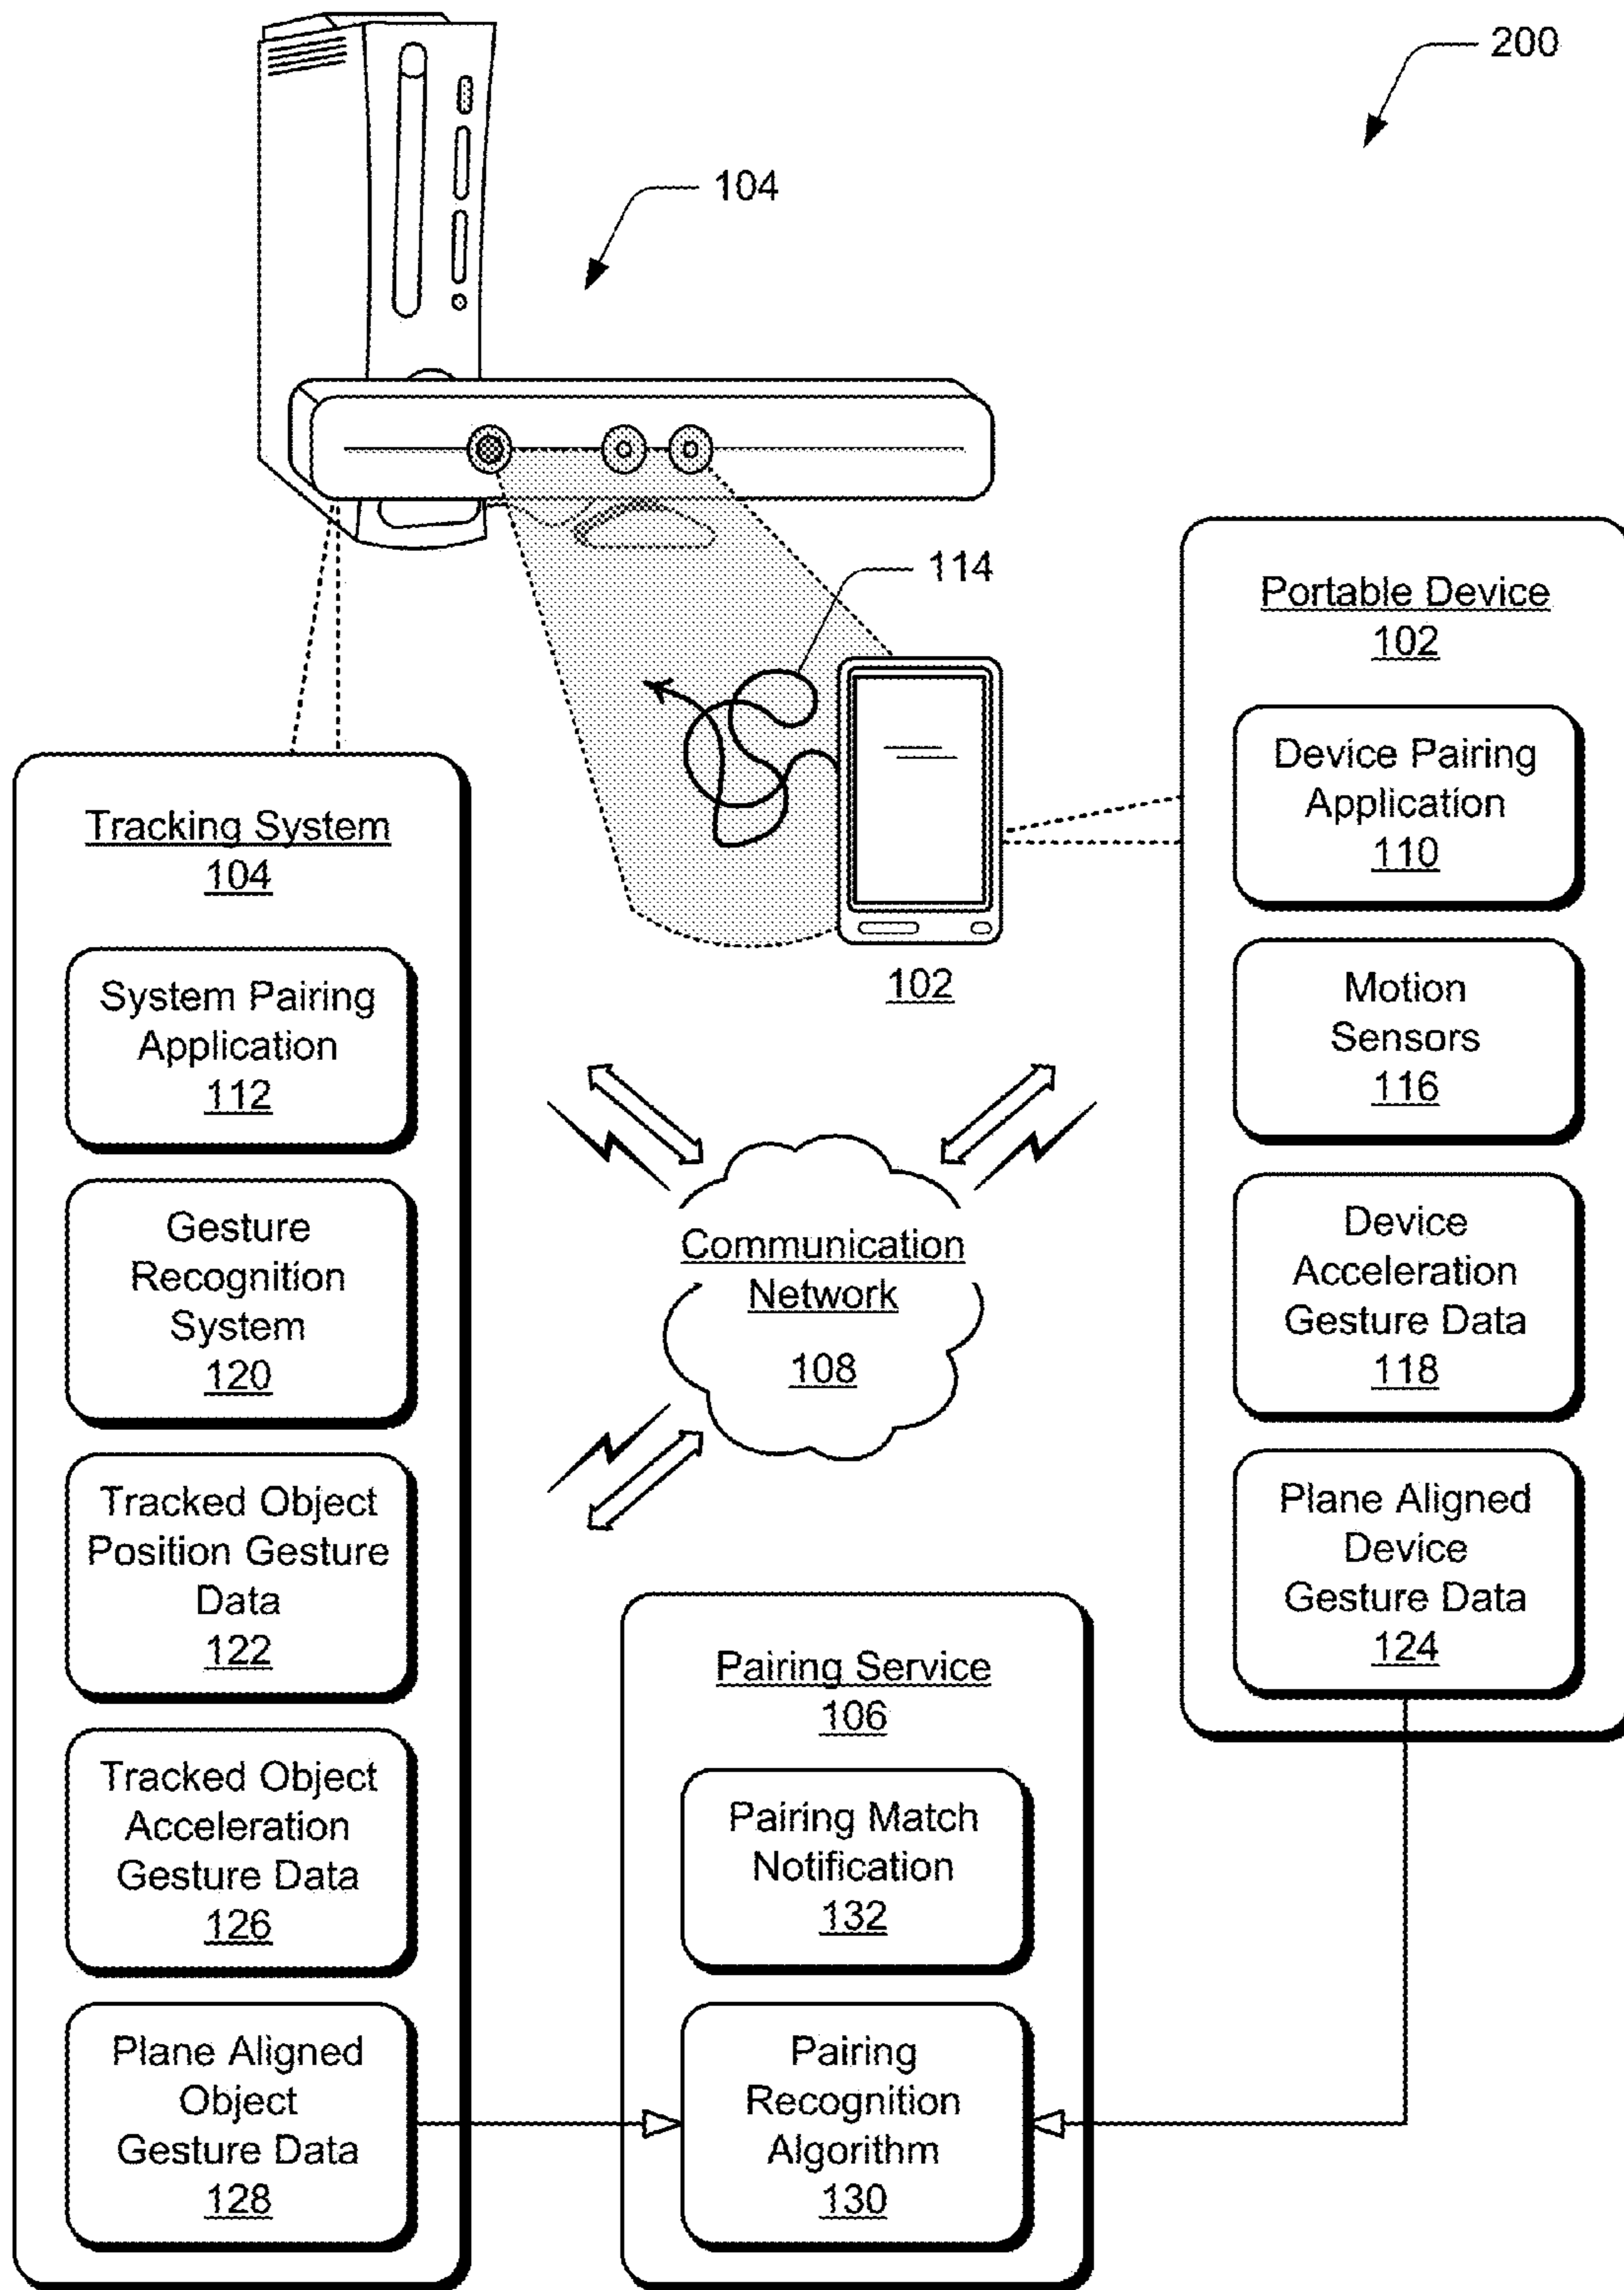 200
104
114
102
Tracking System
104
System Pairing
Application
112
Gesture
Recognition
System
120
Tracked Object
Position Gesture
Data
122
Tracked Object
Acceleration
Gesture Data
126
Plane Aligned
Object
Gesture Data
128
Communication
Network
108
Pairing Service
106
Pairing Match
Notification
132
Pairing
Recognition
Algorithm
130
Portable Device
102
Device Pairing
Application
110
Motion
Sensors
116
Device
Acceleration
Gesture Data
118
Plane Aligned
Device
Gesture Data
124